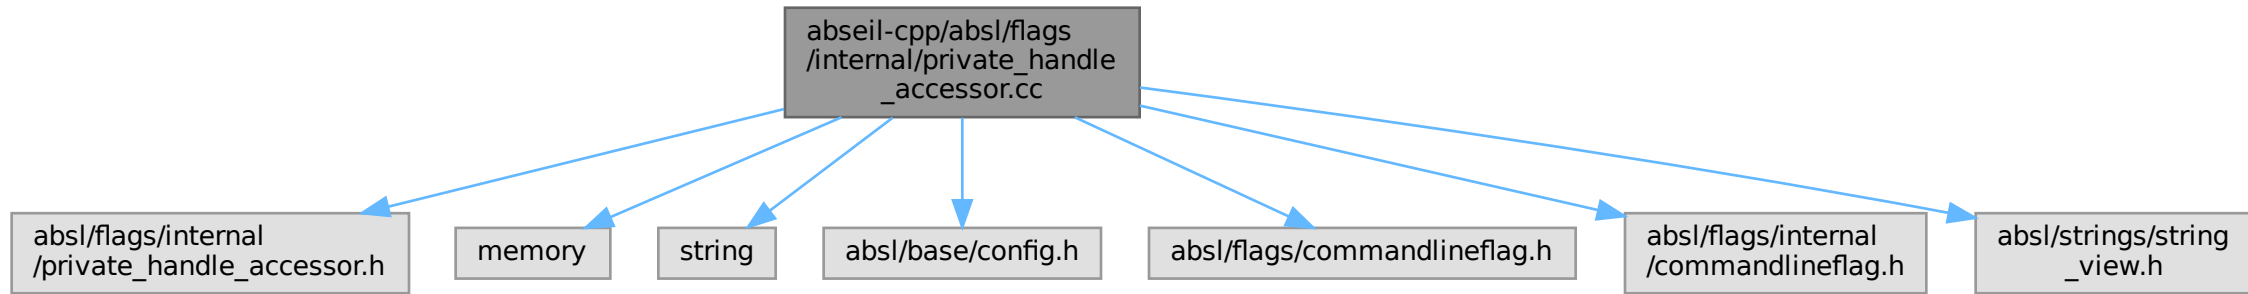 abseil-cpp/absl/flags
/internal/private_handle
_accessor.cc
absl/flags/internal
/private_handle_accessor.h
memory
string
absl/base/config.h
absl/flags/commandlineflag.h
absl/flags/internal
/commandlineflag.h
absl/strings/string
_view.h